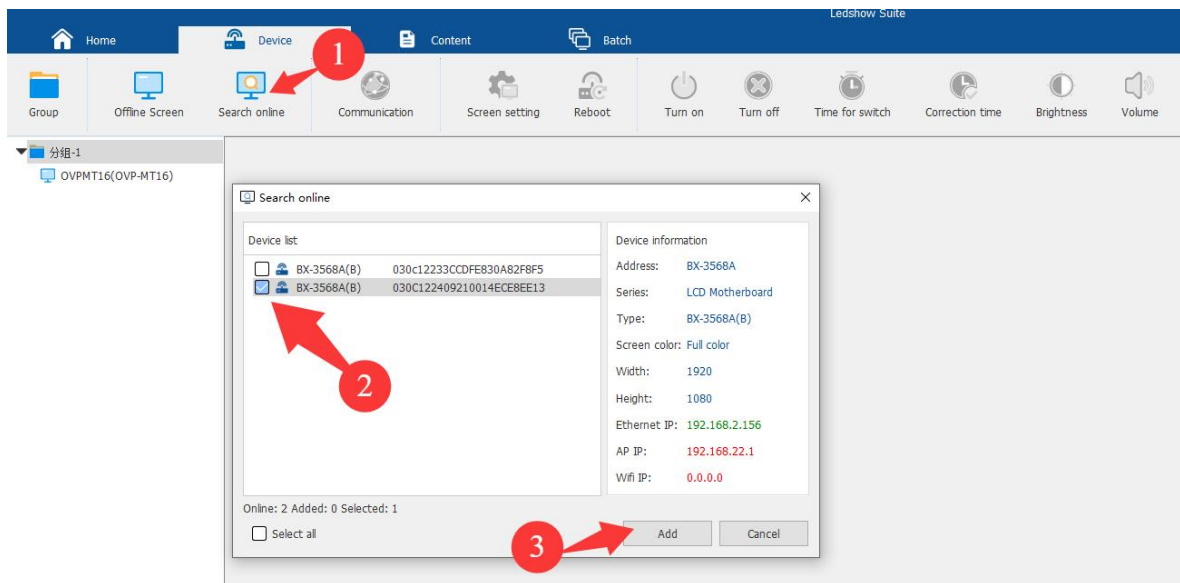 Ledshow Suite
Home Device Content Batch
1
Group Offline Screen Search online Communication Screen setting Reboot Turn on Turn off Time for switch Correction time Brightness Volume
分组-1
OVPMT16(OVP-MT16)
Search online
Device list
BX-3568A(B) 030c12233CCDFE830A82F8F5
BX-3568A(B) 030C122409210014ECE8EE13
2
Device information
Address: BX-3568A
Series: LCD Motherboard
Type: BX-3568A(B)
Screen color: Full color
Width: 1920
Height: 1080
Ethernet IP: 192.168.2.156
AP IP: 192.168.22.1
Wifi IP: 0.0.0.0
Online: 2 Added: 0 Selected: 1
Select all
3
Add Cancel